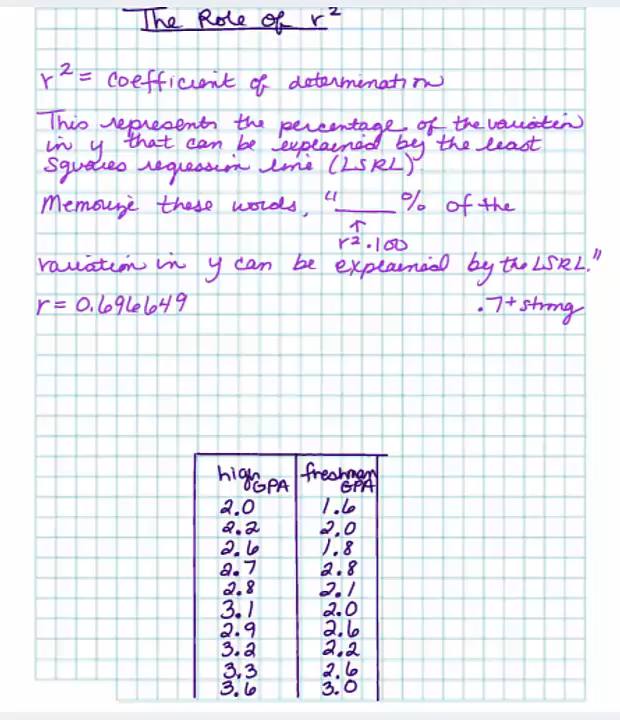 The Role of r²
r² = coefficient of determination
This represents the percentage of the variation
in y that can be explained by the least
squares regression line (LSRL)
Memorize these words, "____% of the
↑
r²·100
variation in y can be explained by the LSRL."
r = 0.696649 .7+ strong
high GPA freshman GPA
2.0 1.6
2.2 2.0
2.6 1.8
2.7 2.8
2.8 2.1
3.1 2.0
2.9 2.6
3.2 2.2
3.3 2.6
3.6 3.0